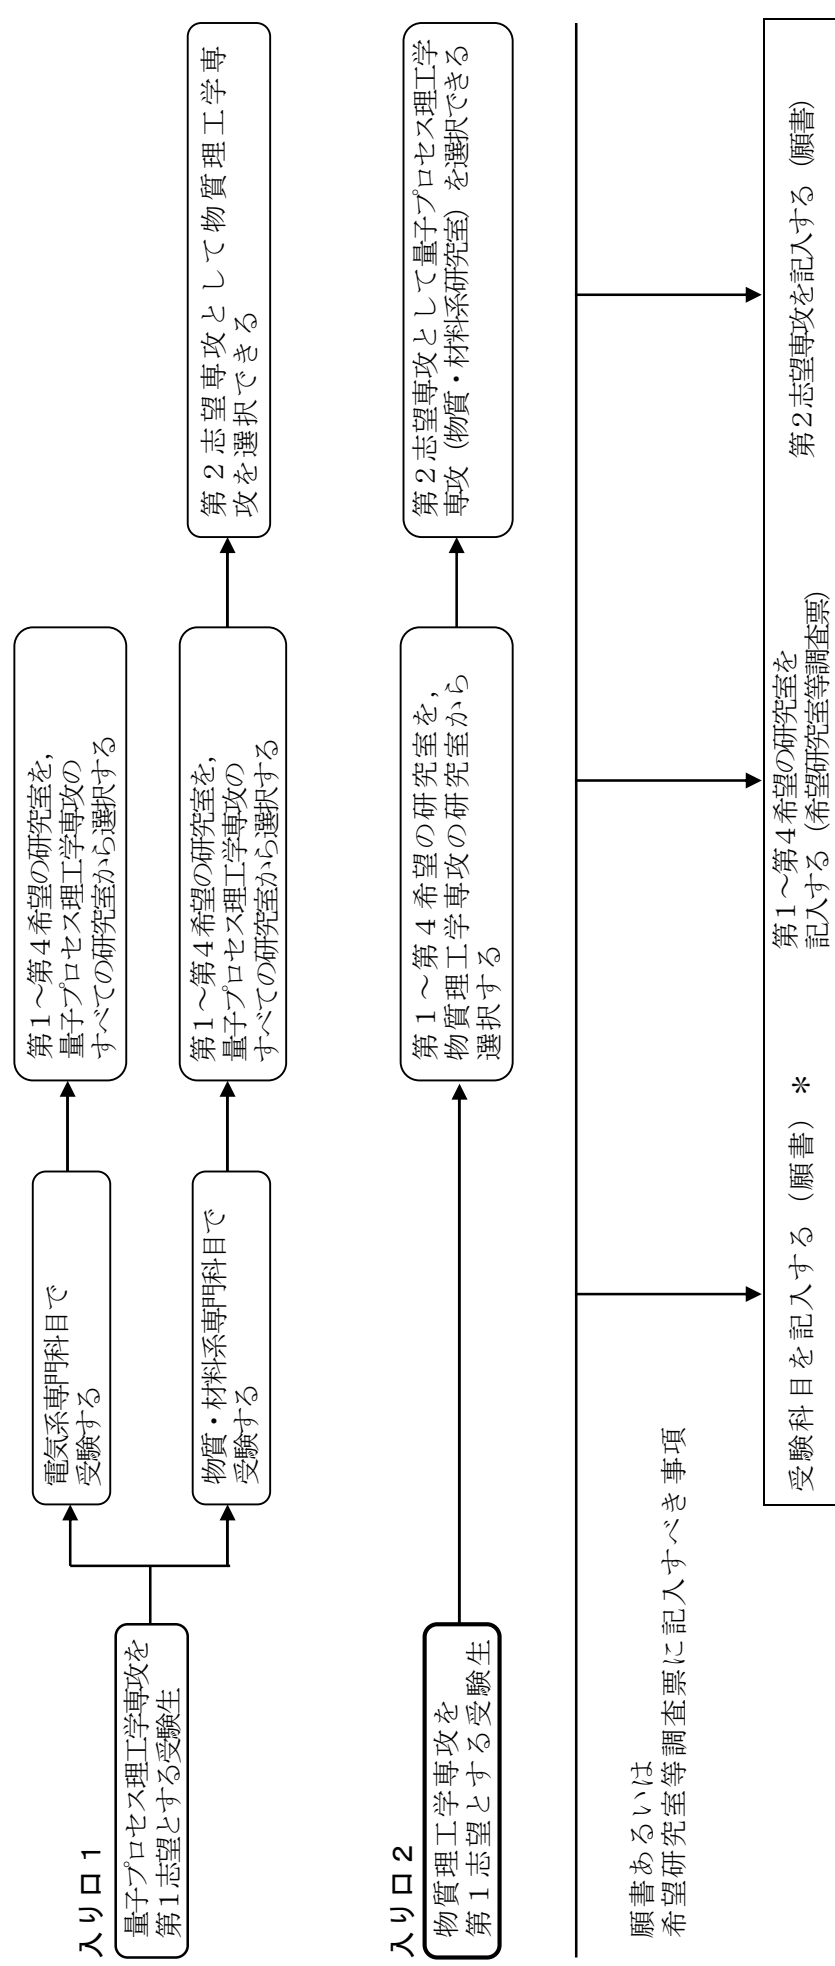 入り口1
量子プロセス理工学専攻を
第1志望とする受験生
電気系専門科目で
受験する
第1～第4希望の研究室を，
量子プロセス理工学専攻の
すべての研究室から選択する
物質・材料系専門科目で
受験する
第1～第4希望の研究室を，
量子プロセス理工学専攻の
すべての研究室から選択する
第２志望専攻として物質理工学専
攻を選択できる
入り口2
物質理工学専攻を
第１志望とする受験生
第１～第４希望の研究室を，
物質理工学専攻の研究室から
選択する
第２志望専攻として量子プロセス理工学
専攻（物質・材料系研究室）を選択できる
願書あるいは
希望研究室等調査票に記入すべき事項
受験科目を記入する（願書）＊
第1～第4希望の研究室を
記入する（希望研究室等調査票）
第２志望専攻を記入する（願書）